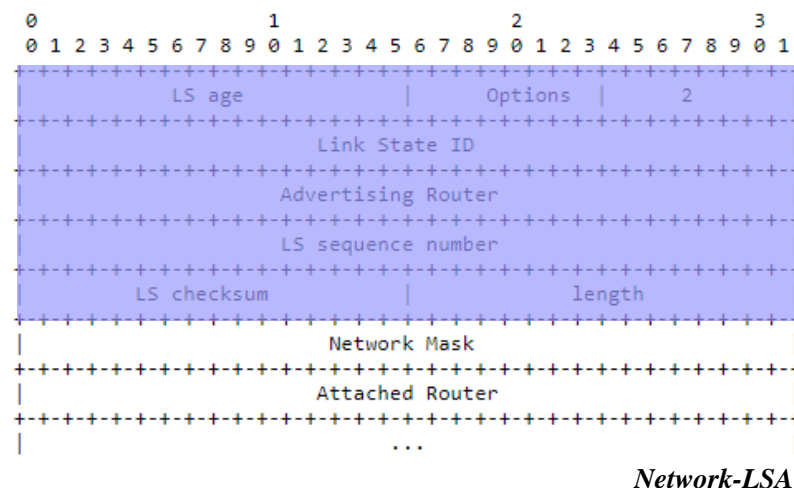 0 1 2 3
0 1 2 3 4 5 6 7 8 9 0 1 2 3 4 5 6 7 8 9 0 1 2 3 4 5 6 7 8 9 0 1
+-+-+-+-+-+-+-+-+-+-+-+-+-+-+-+-+-+-+-+-+-+-+-+-+-+-+-+-+-+-+-+-
| LS age | Options | 2
+-+-+-+-+-+-+-+-+-+-+-+-+-+-+-+-+-+-+-+-+-+-+-+-+-+-+-+-+-+-+-+-
| Link State ID
+-+-+-+-+-+-+-+-+-+-+-+-+-+-+-+-+-+-+-+-+-+-+-+-+-+-+-+-+-+-+-+-
| Advertising Router
+-+-+-+-+-+-+-+-+-+-+-+-+-+-+-+-+-+-+-+-+-+-+-+-+-+-+-+-+-+-+-+-
| LS sequence number
+-+-+-+-+-+-+-+-+-+-+-+-+-+-+-+-+-+-+-+-+-+-+-+-+-+-+-+-+-+-+-+-
| LS checksum | length
+-+-+-+-+-+-+-+-+-+-+-+-+-+-+-+-+-+-+-+-+-+-+-+-+-+-+-+-+-+-+-+-
| Network Mask
+-+-+-+-+-+-+-+-+-+-+-+-+-+-+-+-+-+-+-+-+-+-+-+-+-+-+-+-+-+-+-+-
| Attached Router
+-+-+-+-+-+-+-+-+-+-+-+-+-+-+-+-+-+-+-+-+-+-+-+-+-+-+-+-+-+-+-+-
| ...
Network-LSA